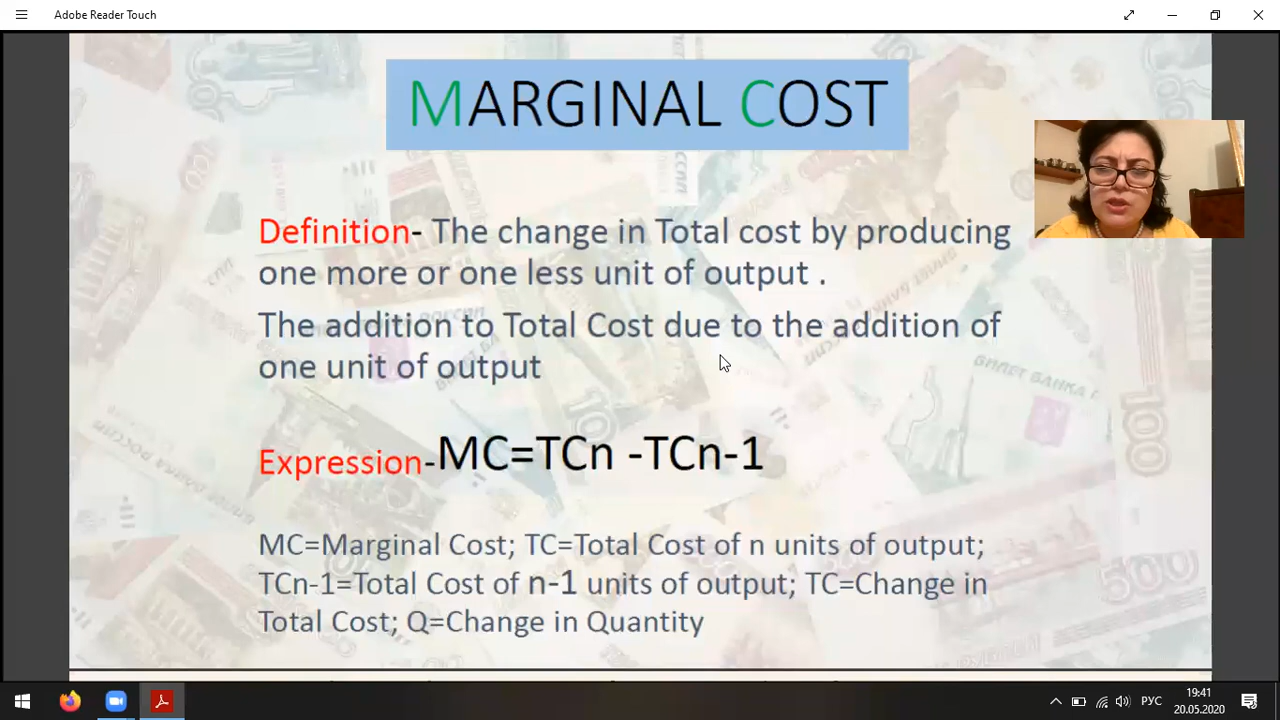 Adobe Reader Touch
MARGINAL COST
Definition- The change in Total cost by producing
one more or one less unit of output .
The addition to Total Cost due to the addition of
one unit of output
Expression-MC=TCn -TCn-1
MC=Marginal Cost; TC=Total Cost of n units of output;
TCn-1=Total Cost of n-1 units of output; TC=Change in
Total Cost; Q=Change in Quantity
РУС
19:41
20.05.2020